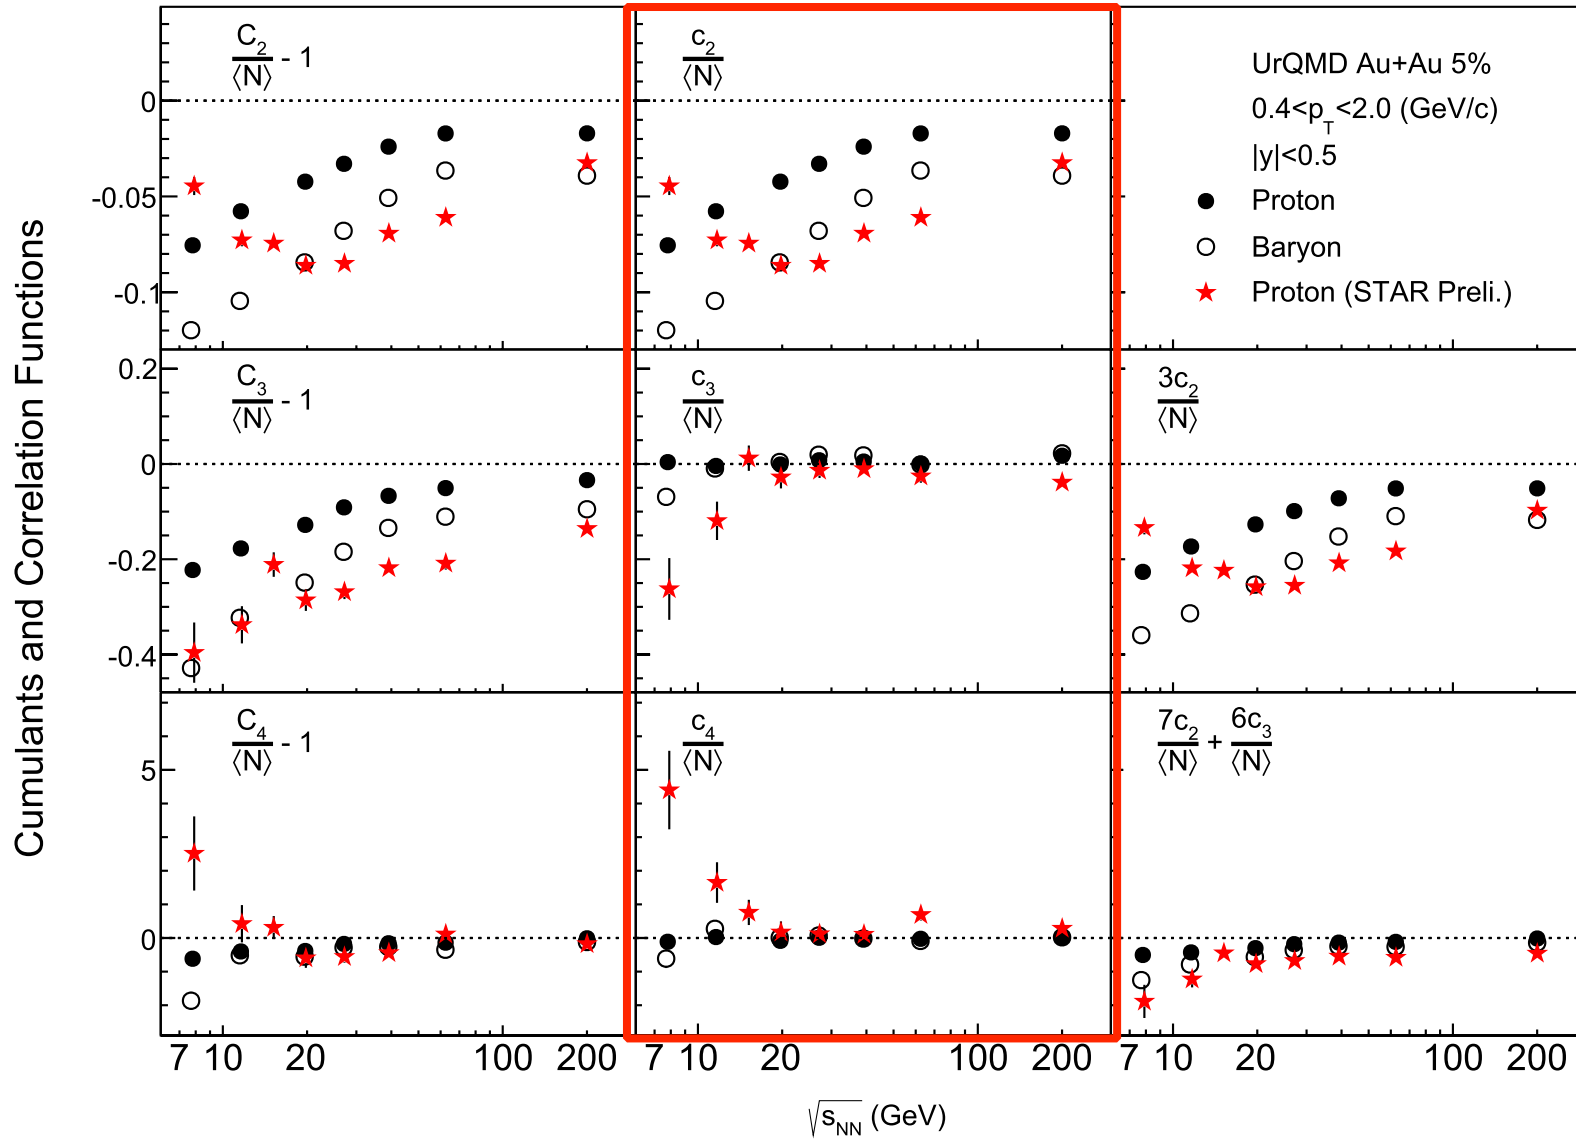 Cumulants and Correlation Functions
C2
⟨N⟩ - 1
0
-0.05
-0.1
c2
⟨N⟩
UrQMD Au+Au 5%
0.4<pT<2.0 (GeV/c)
|y|<0.5
Proton
Baryon
Proton (STAR Preli.)
C3
⟨N⟩ - 1
0.2
0
-0.2
-0.4
c3
⟨N⟩
3c2
⟨N⟩
C4
⟨N⟩ - 1
5
0
c4
⟨N⟩
7c2 + 6c3
⟨N⟩ ⟨N⟩
7 10 20 100 200 7 10 20 100 200 7 10 20 100 200
√sNN (GeV)